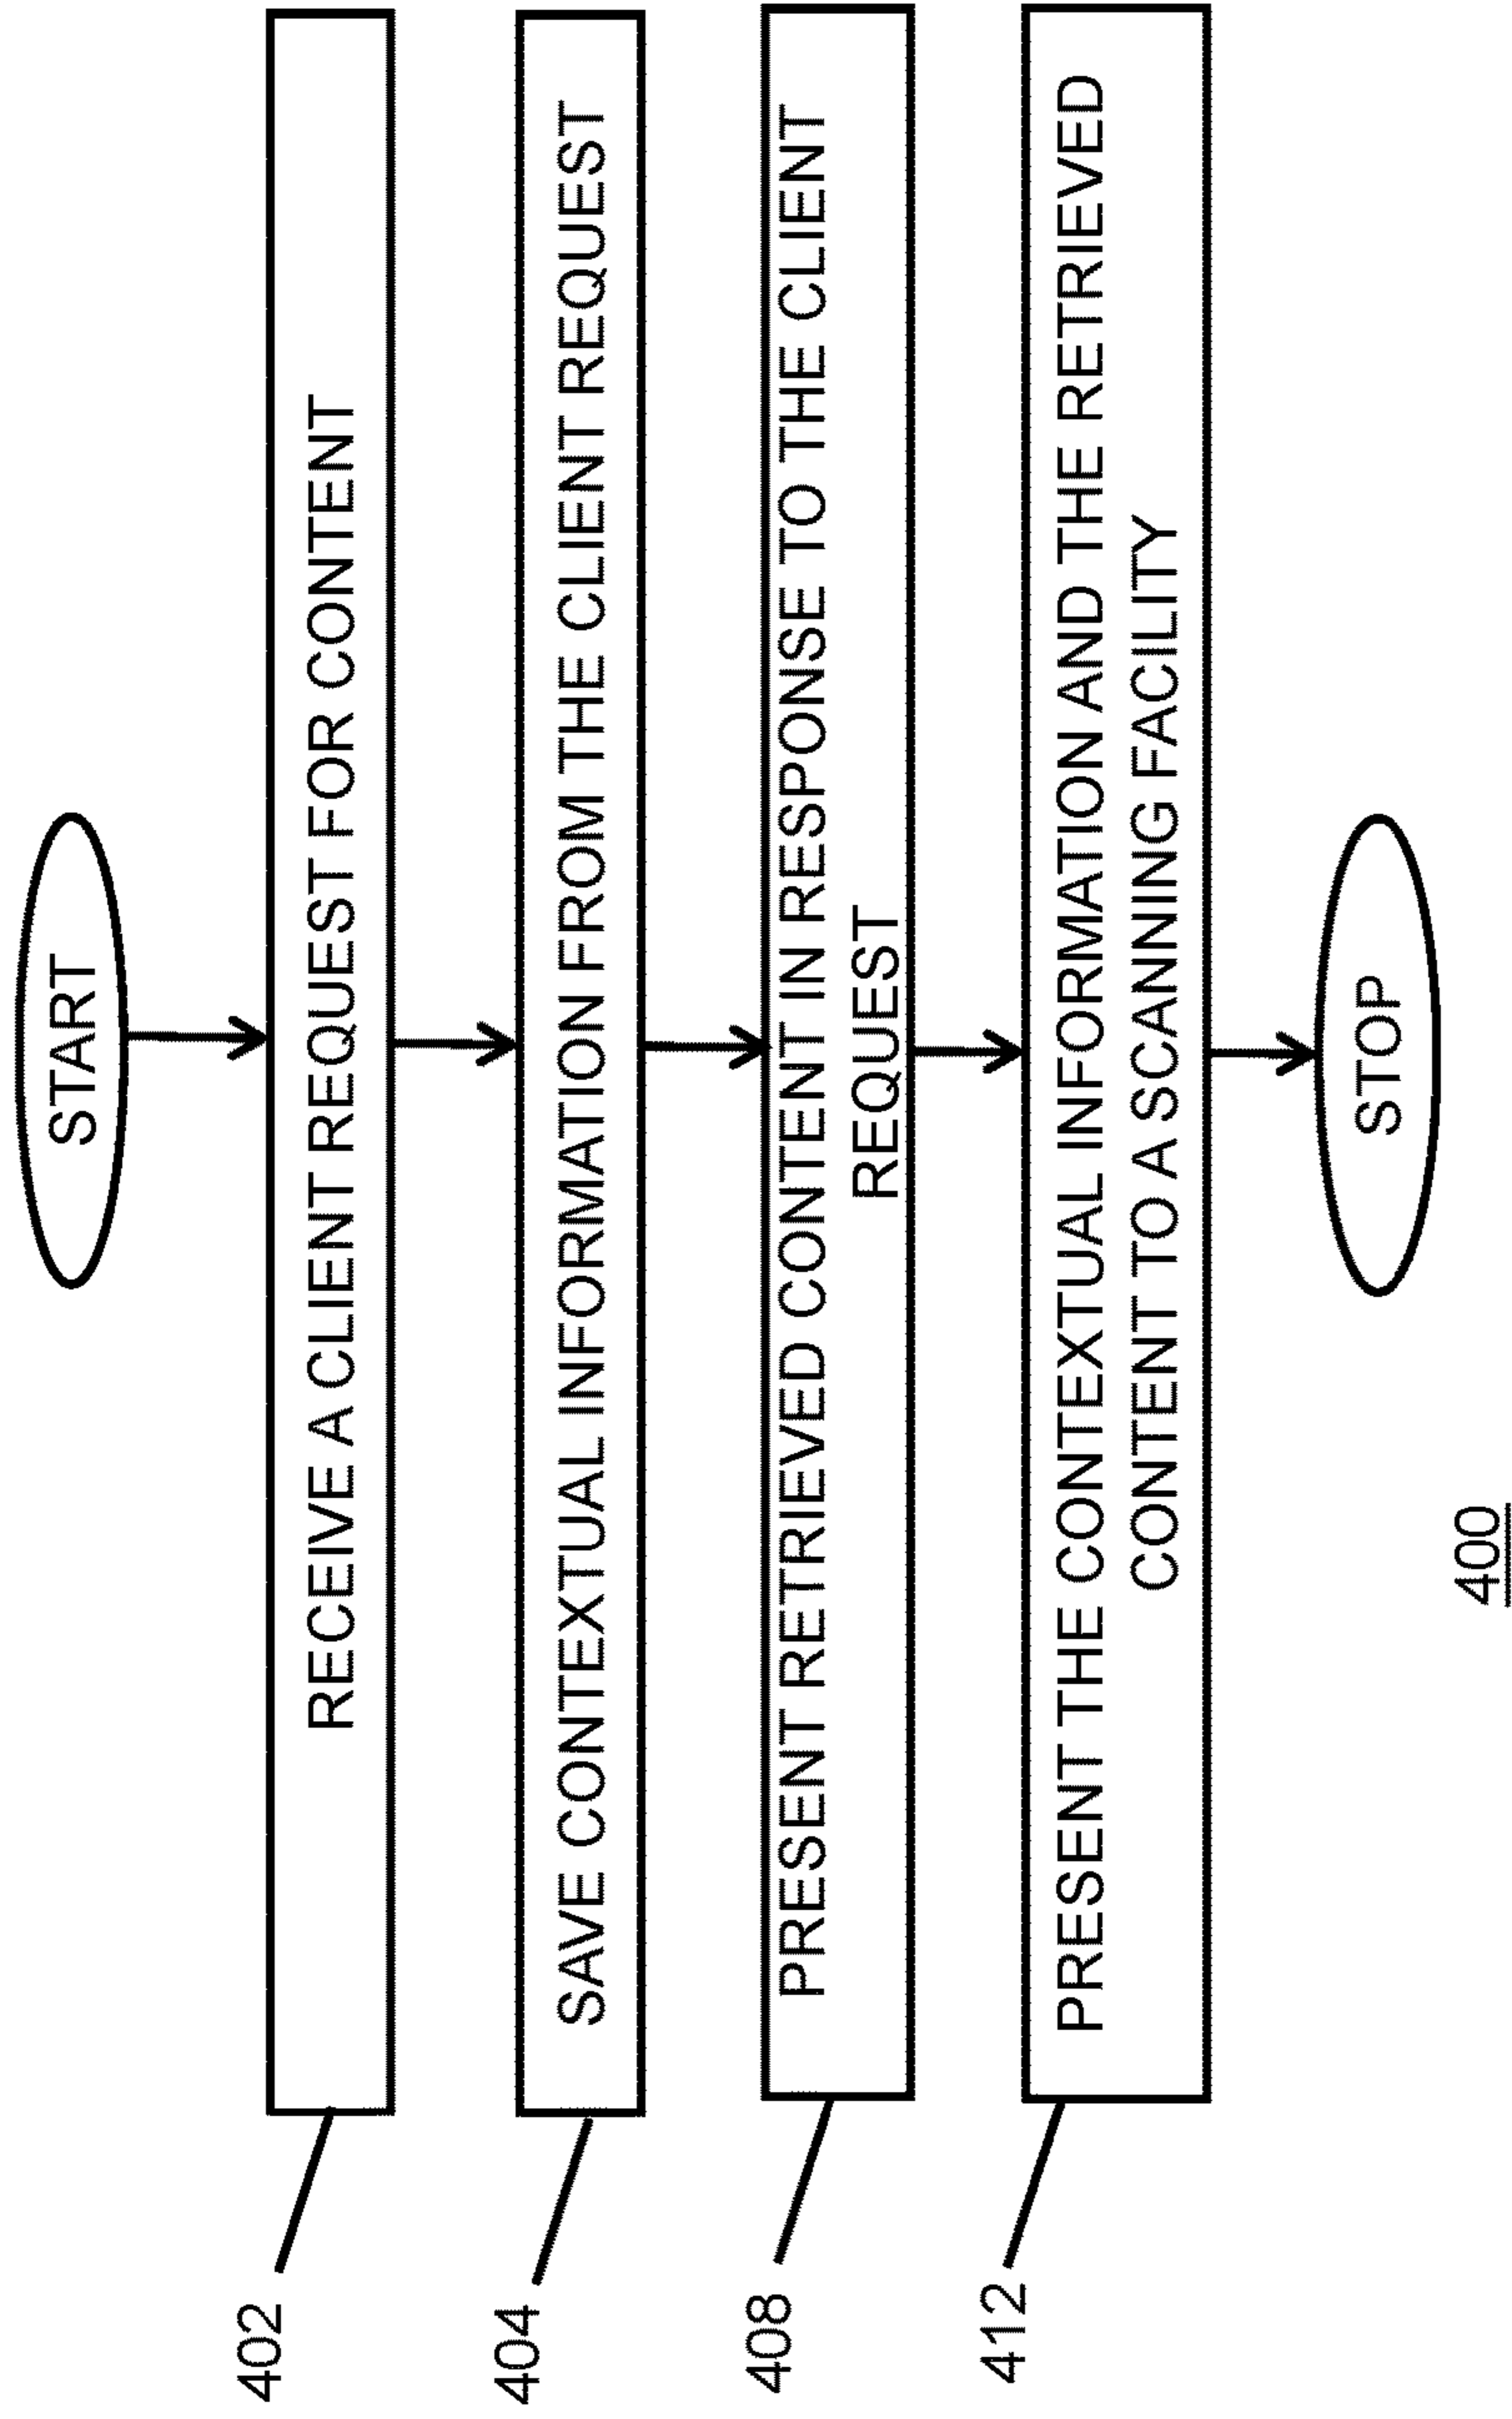 START
402
RECEIVE A CLIENT REQUEST FOR CONTENT
404
SAVE CONTEXTUAL INFORMATION FROM THE CLIENT REQUEST
408
PRESENT RETRIEVED CONTENT IN RESPONSE TO THE CLIENT
REQUEST
412
PRESENT THE CONTEXTUAL INFORMATION AND THE RETRIEVED
CONTENT TO A SCANNING FACILITY
STOP
400